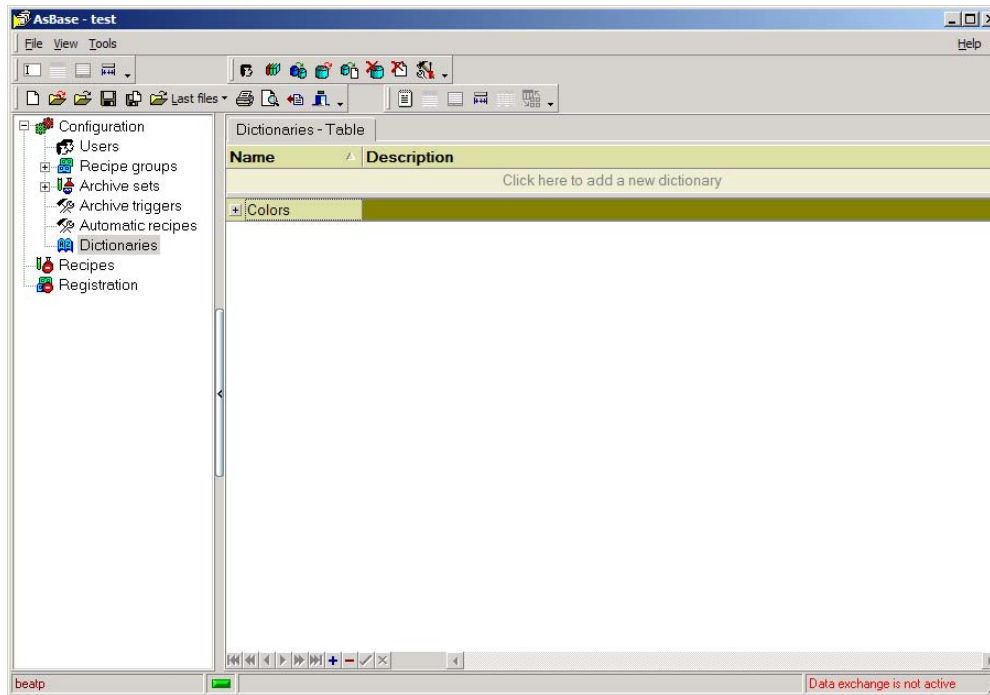 AsBase - test
File View Tools Help
Last files
Configuration
Users
Recipe groups
Archive sets
Archive triggers
Automatic recipes
Dictionaries
Recipes
Registration
Dictionaries - Table
Name Description
Click here to add a new dictionary
Colors
beatp
Data exchange is not active